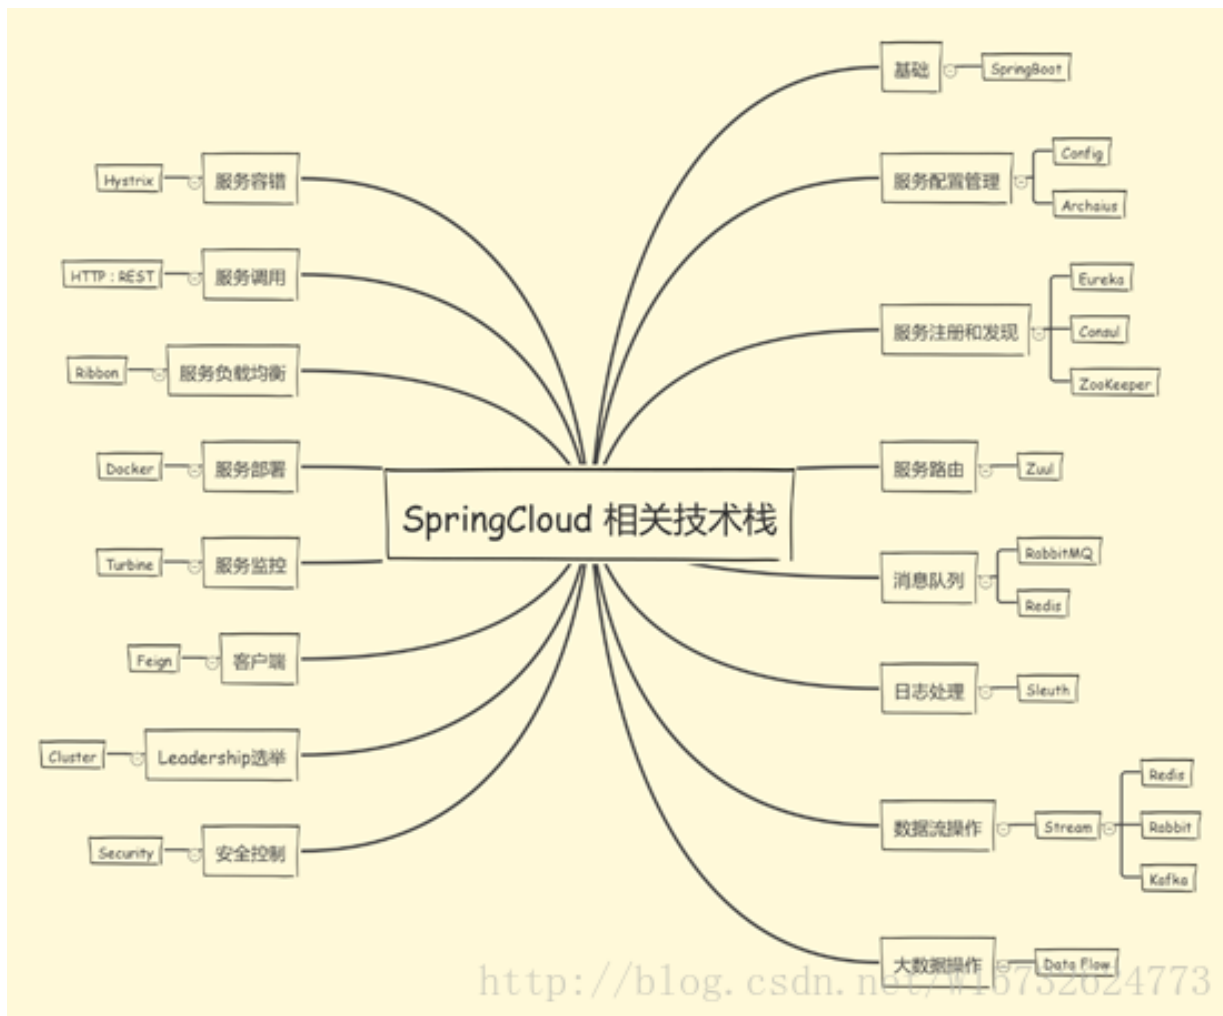 SpringCloud 相关技术栈
基础
SpringBoot
服务配置管理
Config
Archaius
服务注册和发现
Eureka
Consul
ZooKeeper
服务路由
Zuul
消息队列
RabbitMQ
Redis
日志处理
Sleuth
数据流操作
Stream
Redis
Rabbit
Kafka
大数据操作
Data Flow
服务容错
Hystrix
服务调用
HTTP : REST
服务负载均衡
Ribbon
服务部署
Docker
服务监控
Turbine
客户端
Feign
Leadership选举
Cluster
安全控制
Security